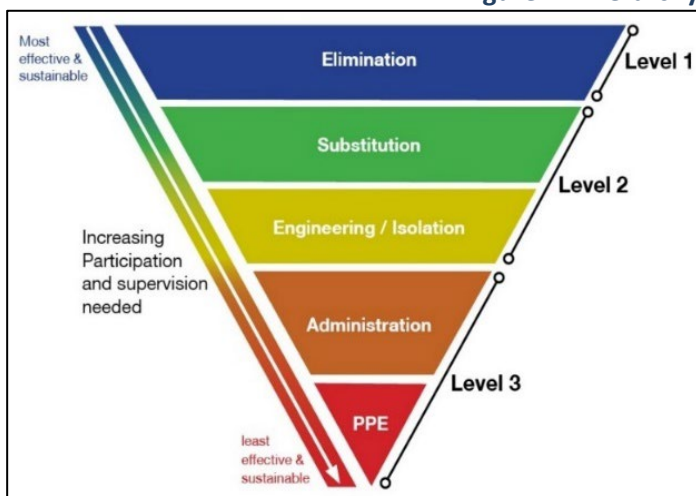 Most
effective &
sustainable
Elimination
Level 1
Substitution
Level 2
Engineering / Isolation
Increasing
Participation
and supervision
needed
Administration
Level 3
PPE
least
effective &
sustainable